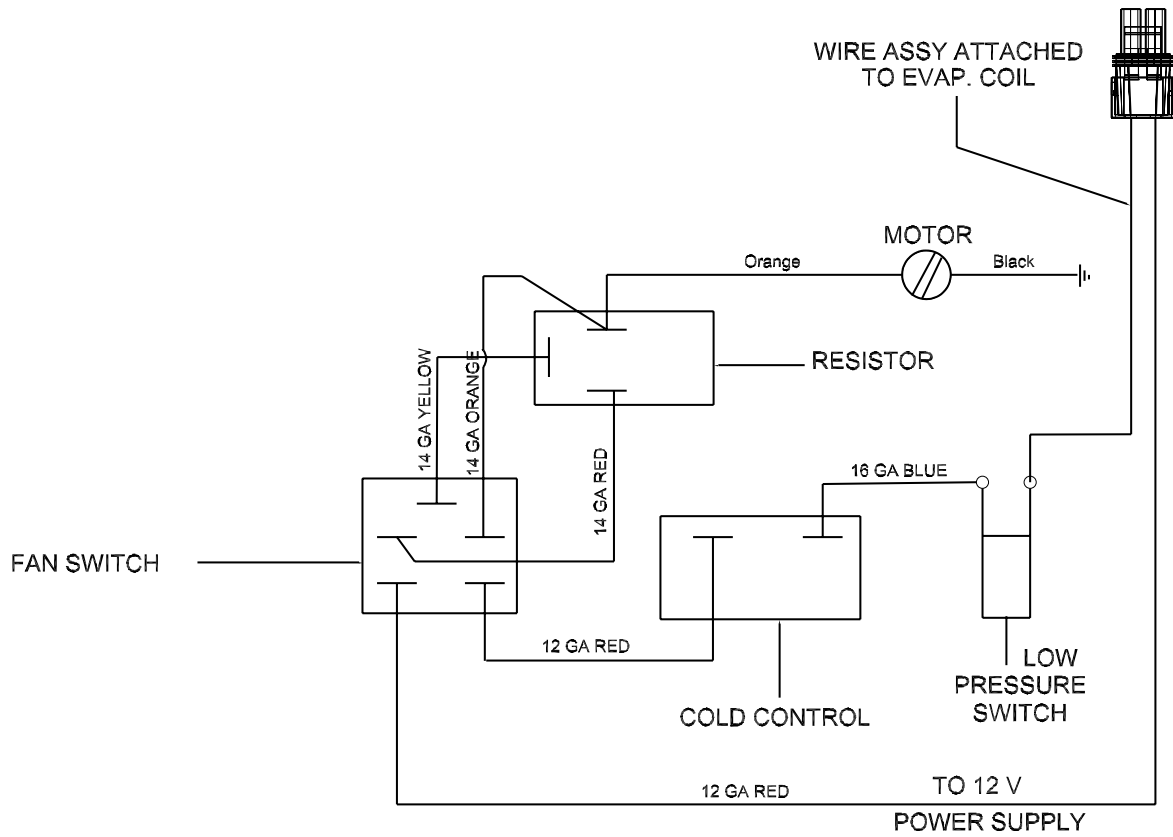 WIRE ASSY ATTACHED
TO EVAP. COIL
MOTOR
Orange
Black
RESISTOR
14 GA YELLOW
14 GA ORANGE
14 GA RED
16 GA BLUE
FAN SWITCH
12 GA RED
LOW
PRESSURE
SWITCH
COLD CONTROL
12 GA RED
TO 12 V
POWER SUPPLY